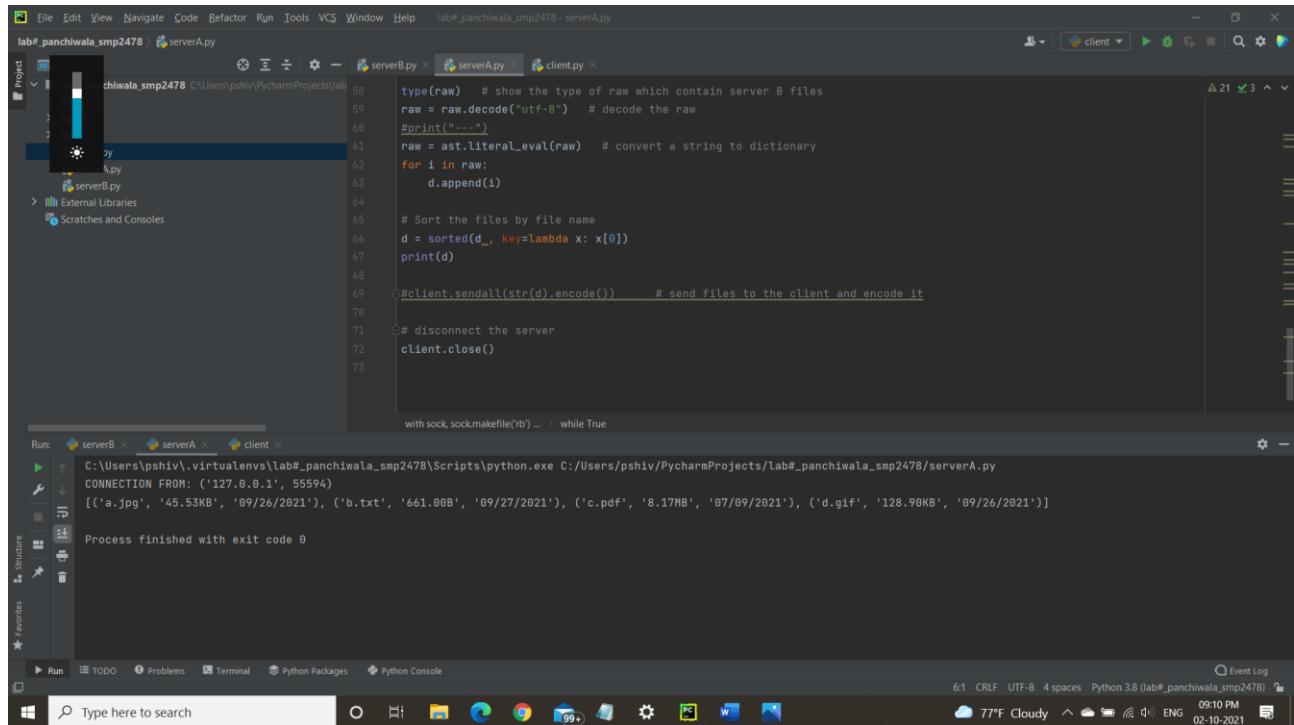 File Edit View Navigate Code Refactor Run Tools VCS Window Help lab#_panchiwala_smp2478 - serverA.py
lab#_panchiwala_smp2478 serverA.py client
serverB.py serverA.py client.py
chiwala_smp2478 C:\Users\pshiv\PycharmProjects\lab
py
A.py
serverB.py
External Libraries
Scratches and Consoles
Project
58 type(raw) # show the type of raw which contain server B files
59 raw = raw.decode("utf-8") # decode the raw
60 #print("---")
61 raw = ast.literal_eval(raw) # convert a string to dictionary
62 for i in raw:
63 d.append(i)
64
65 # Sort the files by file name
66 d = sorted(d_, key=lambda x: x[0])
67 print(d)
68
69 #client.sendall(str(d).encode()) # send files to the client and encode it
70
71 # disconnect the server
72 client.close()
73
21 3
with sock, sock.makefile('rb') ... › while True
Run: serverB serverA client
C:\Users\pshiv\.virtualenvs\lab#_panchiwala_smp2478\Scripts\python.exe C:/Users/pshiv/PycharmProjects/lab#_panchiwala_smp2478/serverA.py
CONNECTION FROM: ('127.0.0.1', 55594)
[('a.jpg', '45.53KB', '09/26/2021'), ('b.txt', '661.00B', '09/27/2021'), ('c.pdf', '8.17MB', '07/09/2021'), ('d.gif', '128.90KB', '09/26/2021')]
Process finished with exit code 0
Structure
Favorites
Run TODO Problems Terminal Python Packages Python Console Event Log
6:1 CRLF UTF-8 4 spaces Python 3.8 (lab#_panchiwala_smp2478)
Type here to search 99+ 77°F Cloudy ENG 09:10 PM
02-10-2021